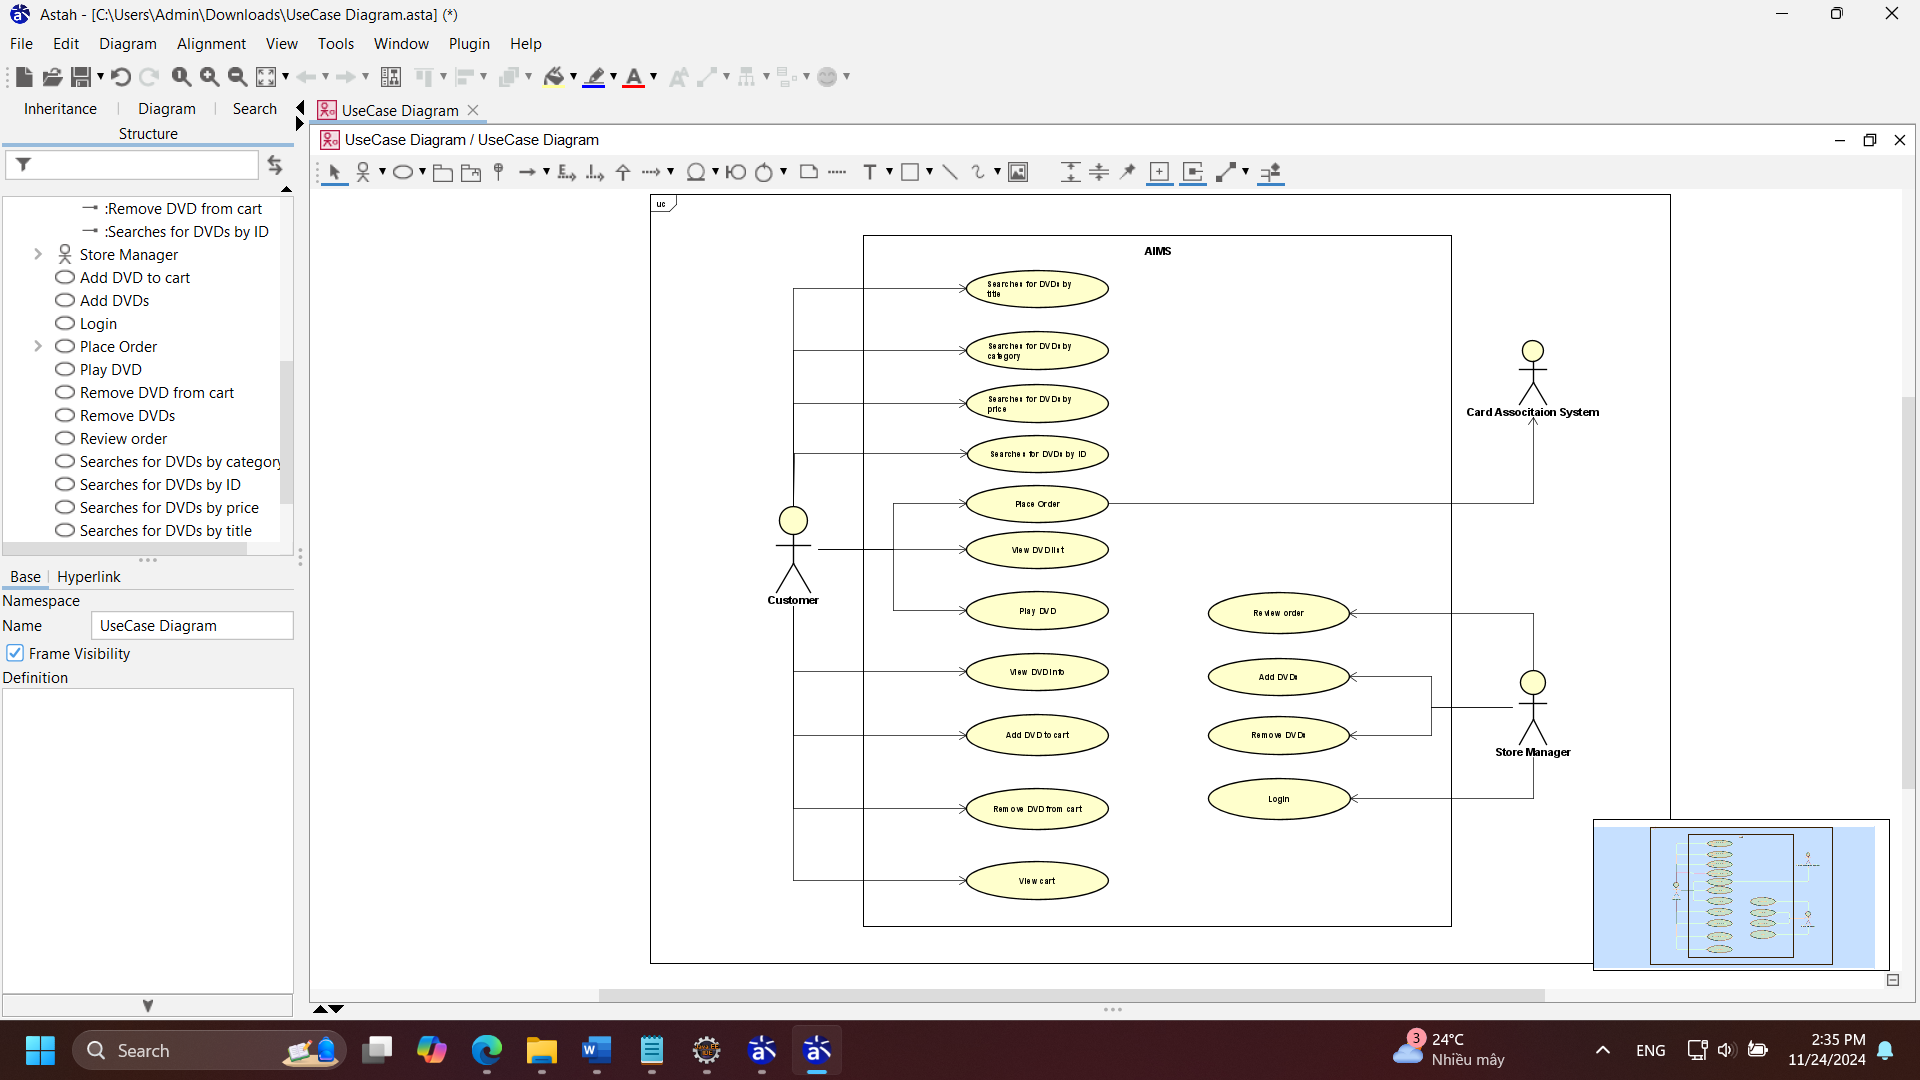 Astah - [C:\Users\Admin\Downloads\UseCase Diagram.asta] (*)
File Edit Diagram Alignment View Tools Window Plugin Help
Inheritance Diagram Search
Structure
UseCase Diagram
UseCase Diagram / UseCase Diagram
:Remove DVD from cart
:Searches for DVDs by ID
Store Manager
Add DVD to cart
Add DVDs
Login
Place Order
Play DVD
Remove DVD from cart
Remove DVDs
Review order
Searches for DVDs by category
Searches for DVDs by ID
Searches for DVDs by price
Searches for DVDs by title
Base Hyperlink
Namespace
Name UseCase Diagram
Frame Visibility
Definition
uc
AIMS
Searches for DVDs by
title
Searches for DVDs by
category
Searches for DVDs by
price
Searches for DVDs by ID
Place Order
View DVD list
Play DVD
View DVD info
Add DVD to cart
Remove DVD from cart
View cart
Customer
Card Associtaion System
Review order
Add DVDs
Remove DVDs
Login
Store Manager
Search
3
24°C
Nhiều mây
ENG
2:35 PM
11/24/2024